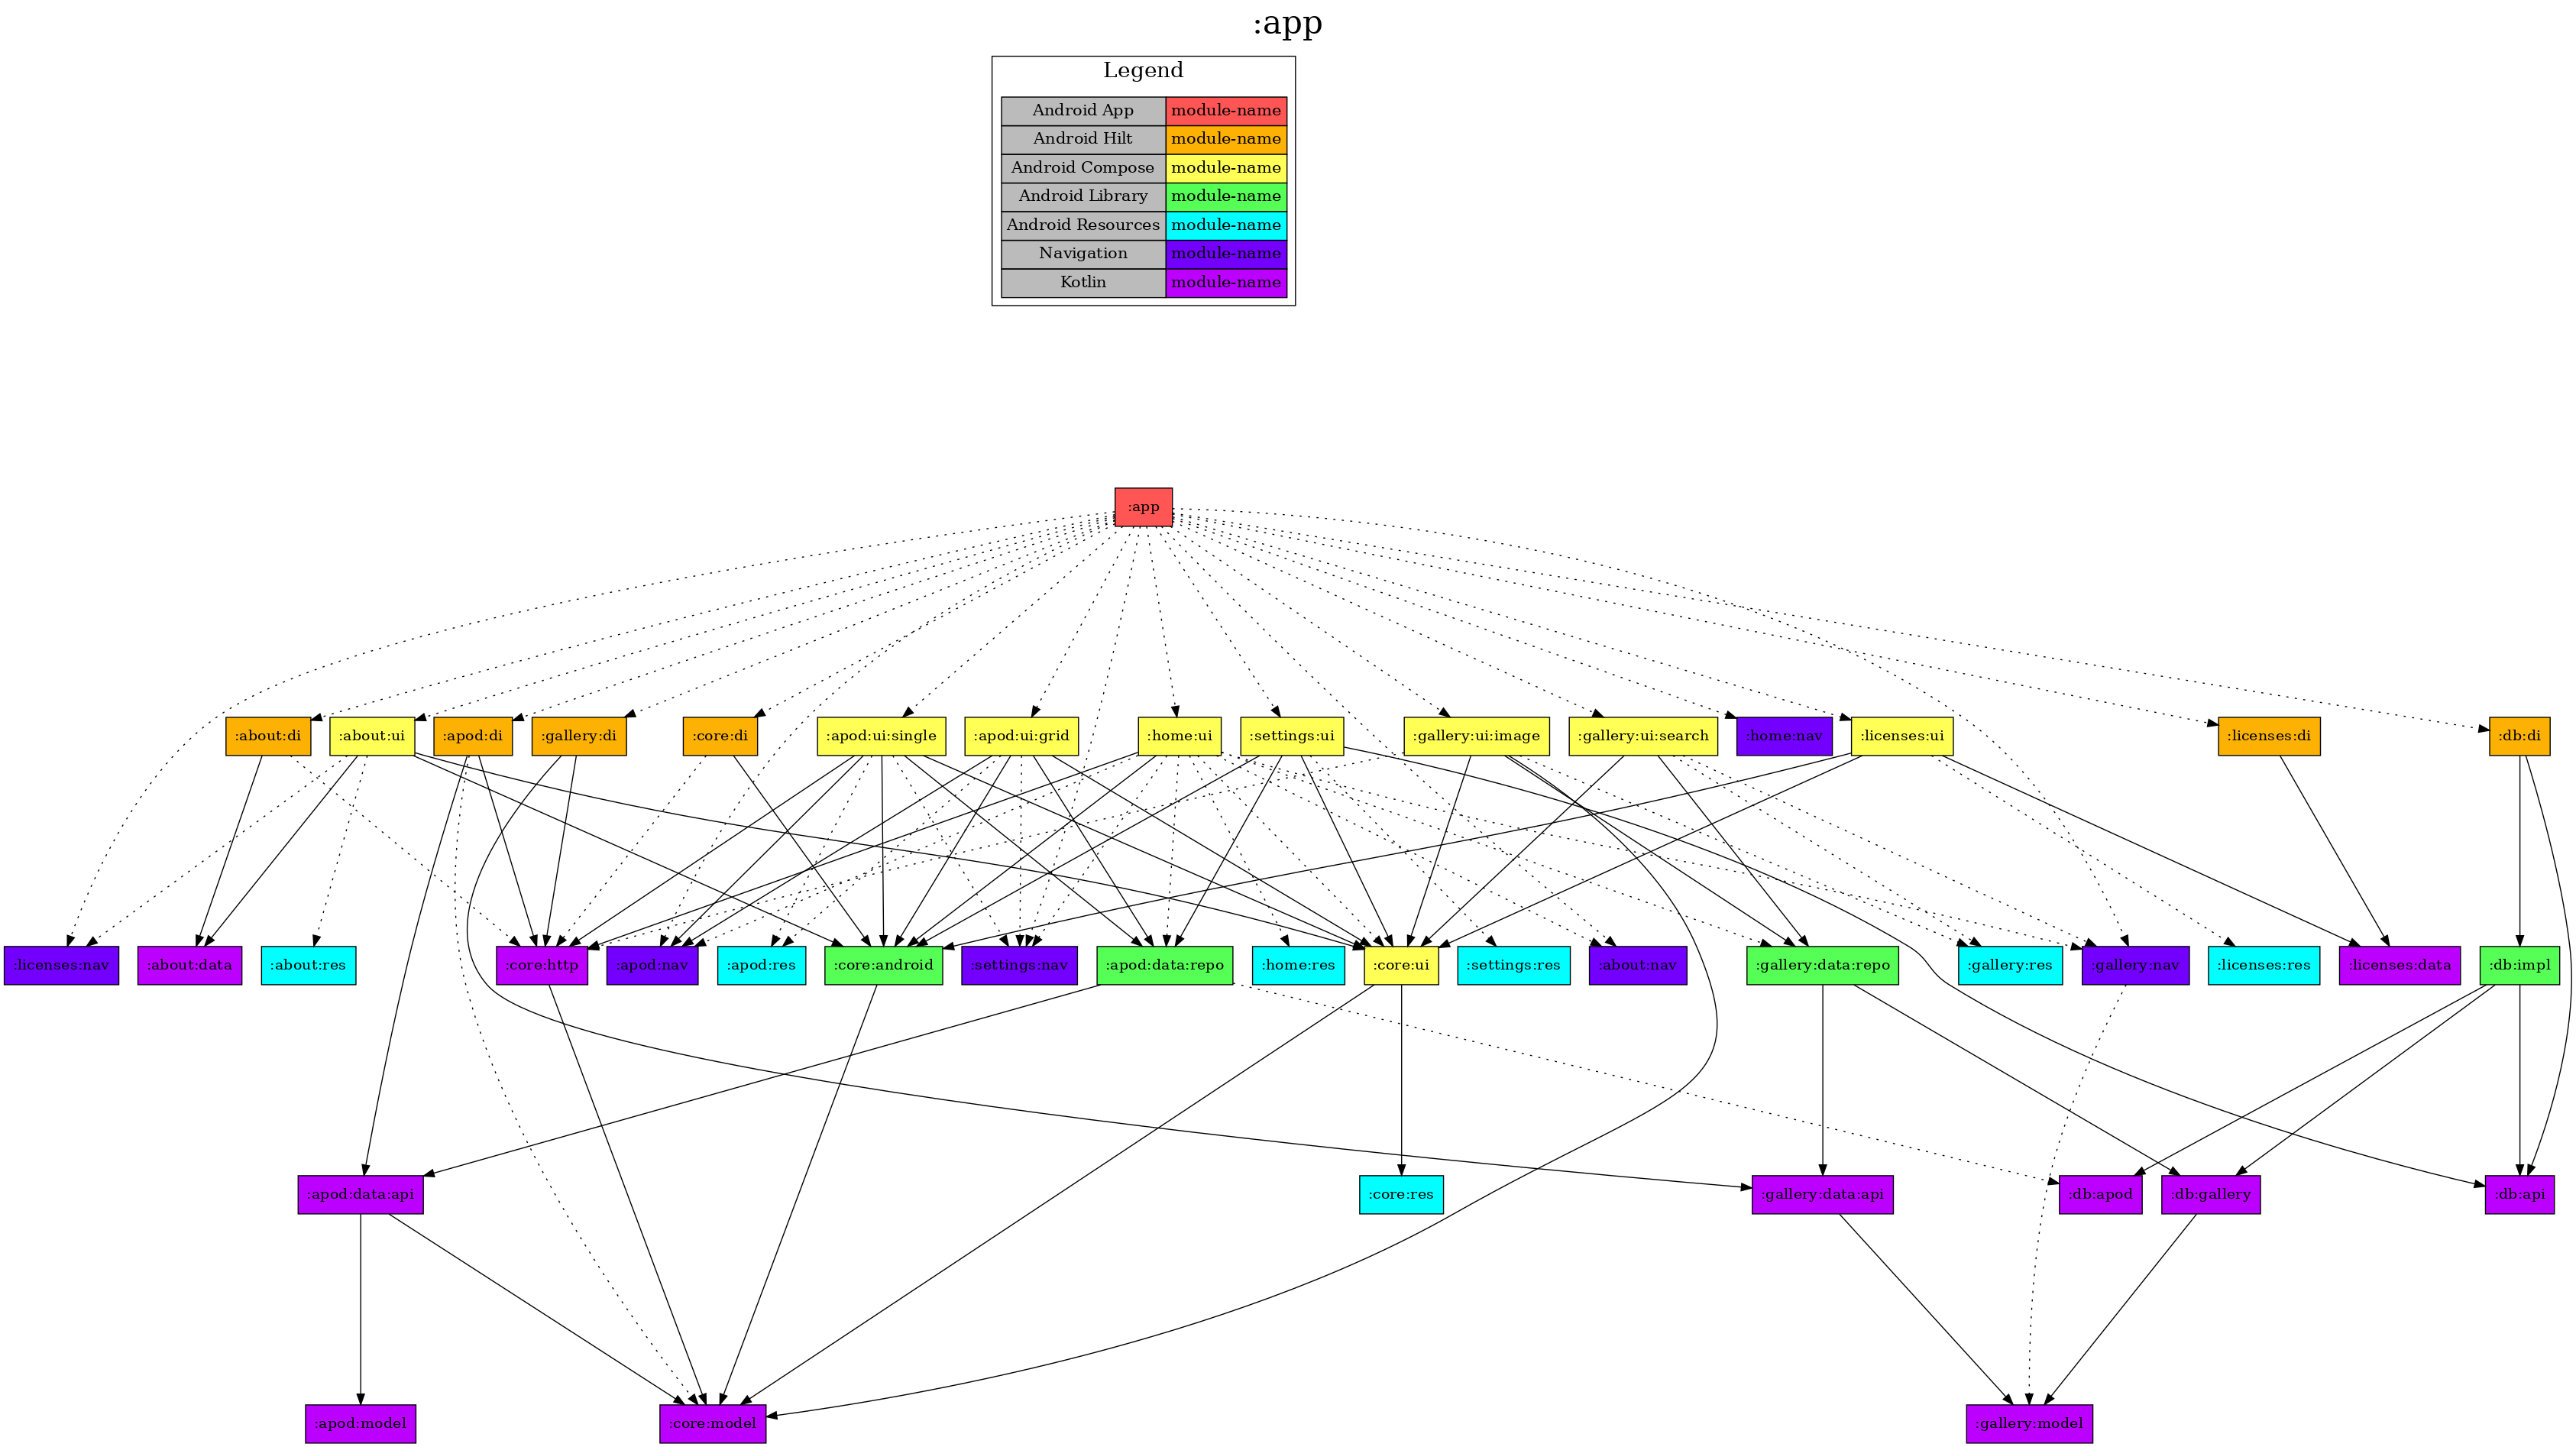 :app
Legend
Android App module-name
Android Hilt module-name
Android Compose module-name
Android Library module-name
Android Resources module-name
Navigation module-name
Kotlin module-name
:app
:about:di :about:ui :apod:di :gallery:di :core:di :apod:ui:single :apod:ui:grid :home:ui :settings:ui :gallery:ui:image :gallery:ui:search :home:nav :licenses:ui :licenses:di :db:di
:licenses:nav :about:data :about:res :core:http :apod:nav :apod:res :core:android :settings:nav :apod:data:repo :home:res :core:ui :settings:res :about:nav :gallery:data:repo :gallery:res :gallery:nav :licenses:res :licenses:data :db:impl
:apod:data:api :core:res :gallery:data:api :db:apod :db:gallery :db:api
:apod:model :core:model :gallery:model